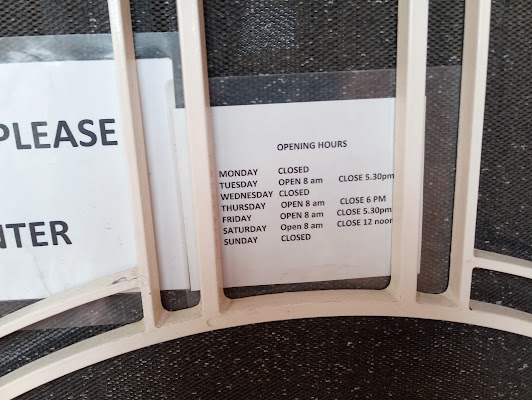 PLEASE
NTER
OPENING HOURS
MONDAY CLOSED
TUESDAY OPEN 8 am CLOSE 5.30pm
WEDNESDAY CLOSED
THURSDAY OPEN 8 am CLOSE 6 PM
FRIDAY OPEN 8 am CLOSE 5.30pm
SATURDAY Open 8 am CLOSE 12 noon
SUNDAY CLOSED